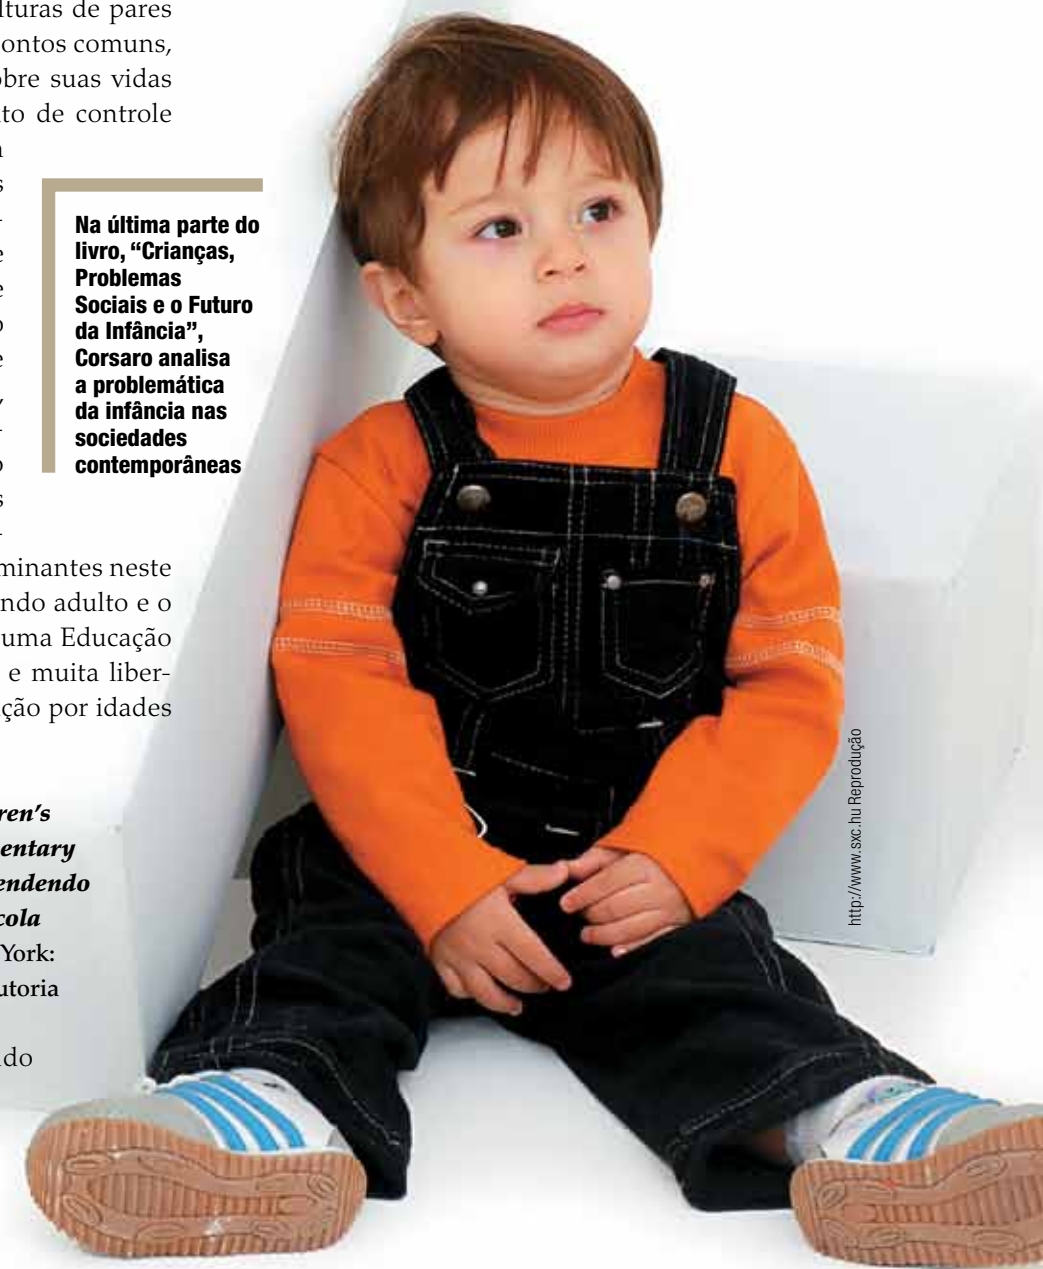 lturas de pares
ontos comuns,
bre suas vidas
to de controle
s
-
e
e
o
e
,
-
o
s
-
minantes neste
ndo adulto e o
uma Educação
e muita liber-
ção por idades
Na última parte do
livro, “Crianças,
Problemas
Sociais e o Futuro
da Infância”,
Corsaro analisa
a problemática
da infância nas
sociedades
contemporâneas
ren’s
entary
endendo
cola
York:
utoria
do
http://www.sxc.hu Reprodução